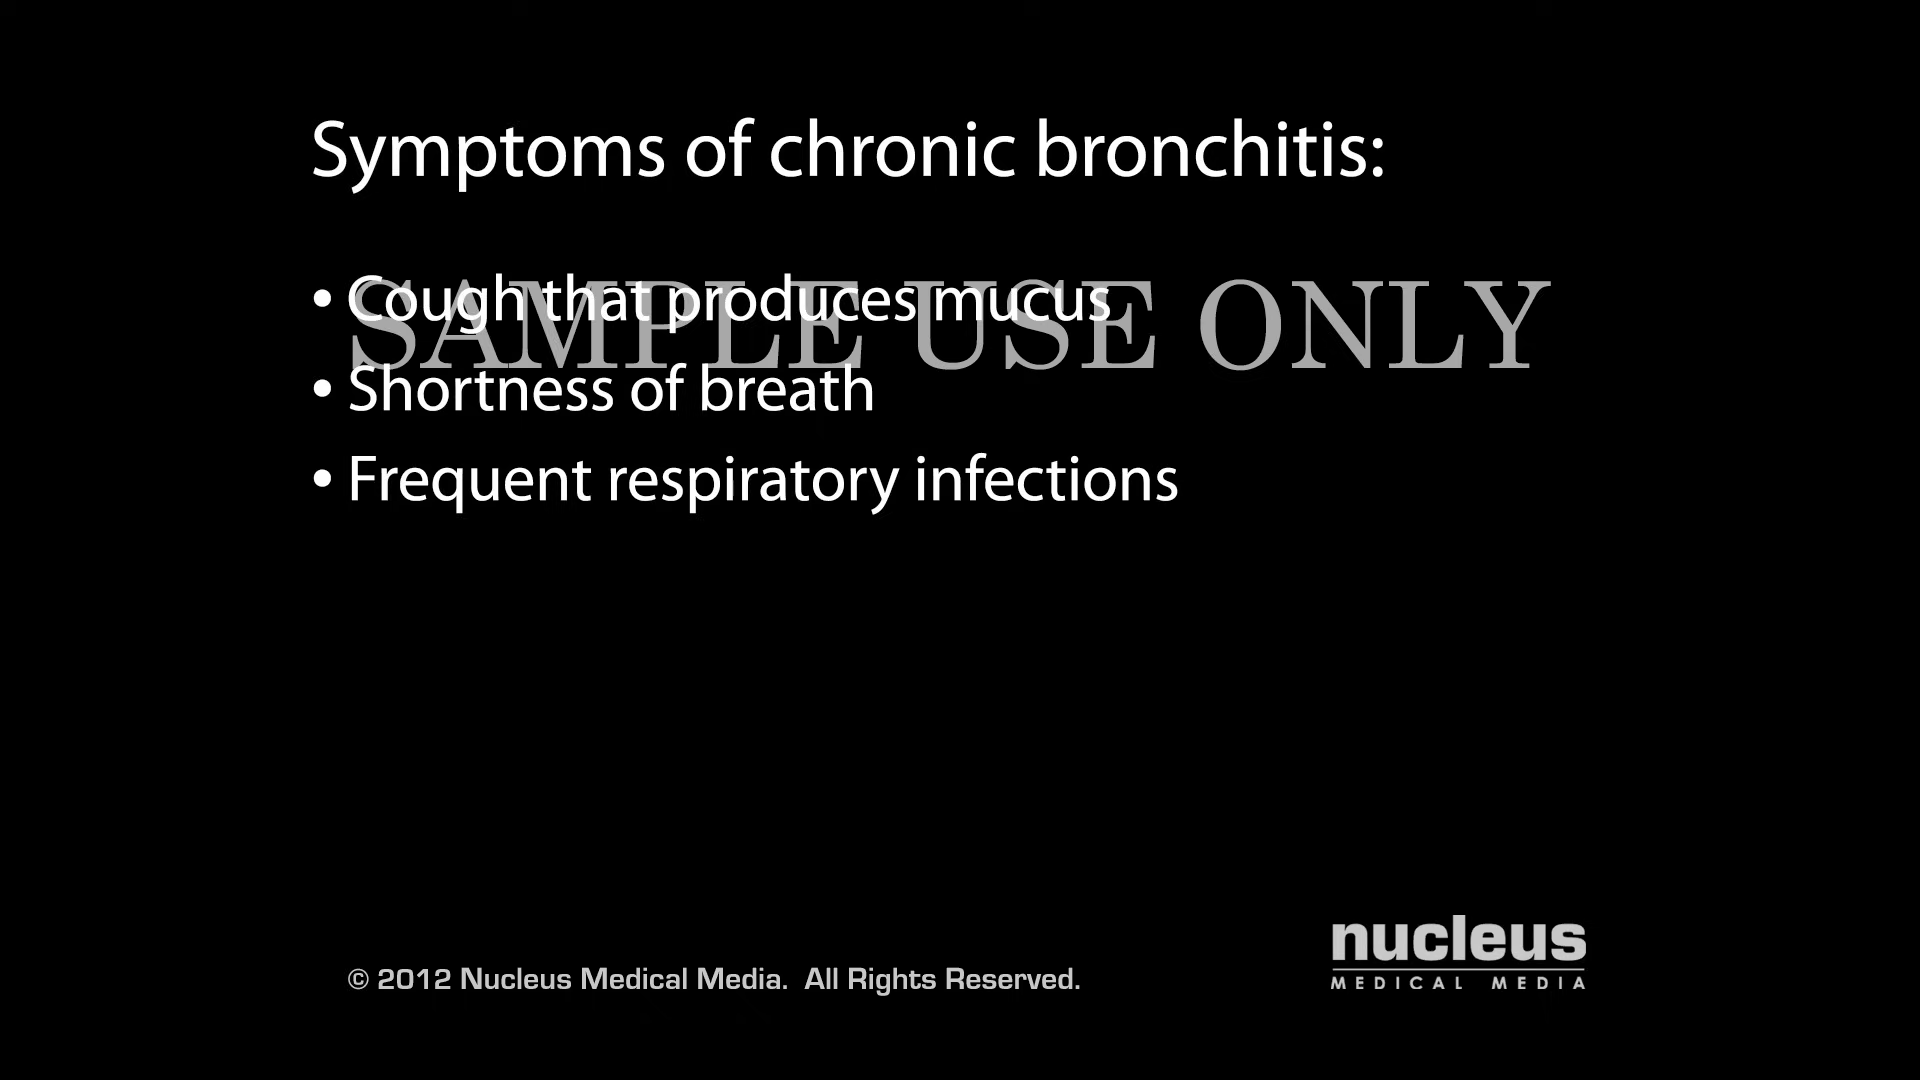 Symptoms of chronic bronchitis:
• Cough that produces mucus
SAMPLE USE ONLY
• Shortness of breath
• Frequent respiratory infections
nucleus
MEDICAL MEDIA
© 2012 Nucleus Medical Media. All Rights Reserved.